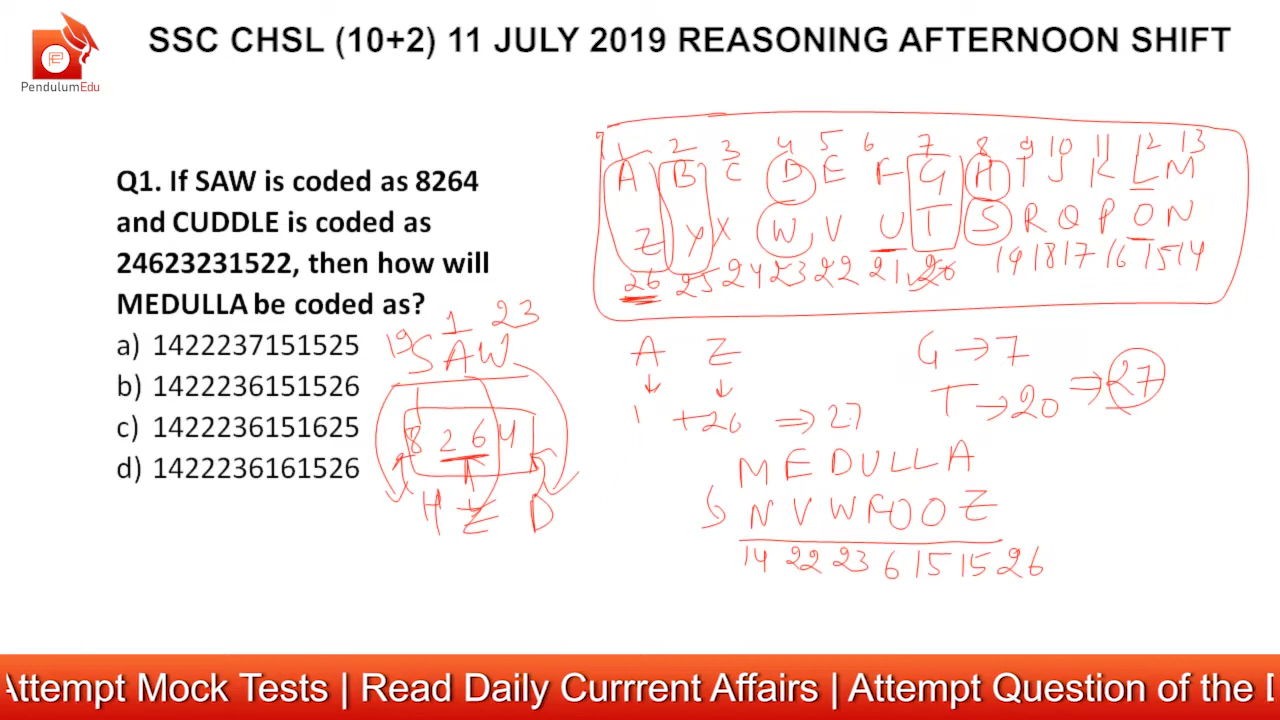 SSC CHSL (10+2) 11 JULY 2019 REASONING AFTERNOON SHIFT
PendulumEdu
Q1. If SAW is coded as 8264
and CUDDLE is coded as
24623231522, then how will
MEDULLA be coded as?
a) 1422237151525
b) 1422236151526
c) 1422236151625
d) 1422236161526
1 2 3 4 5 6 7 8 9 10 11 12 13
A B C D E F G H I J K L M
Z Y X W V U T S R Q P O N
26 25 24 23 22 21 20 19 18 17 16 15 14
19 1 23
S A W
8 2 6 4
H Z D
A Z
1 +26 ⇒ 27
G → 7
T → 20 ⇒ 27
M E D U L L A
N V W F O O Z
14 22 23 6 15 15 26
Attempt Mock Tests | Read Daily Currrent Affairs | Attempt Question of the D